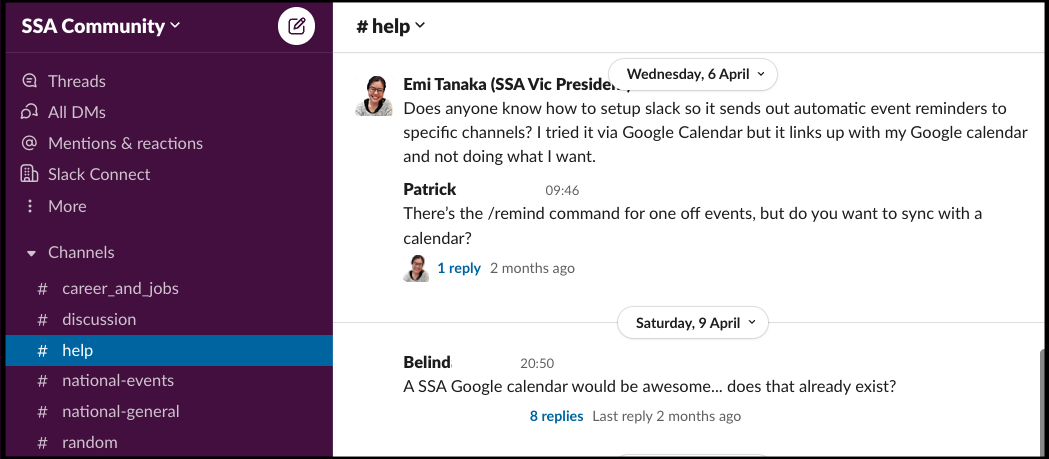 SSA Community
Threads
All DMs
Mentions & reactions
Slack Connect
More
Channels
# career_and_jobs
# discussion
# help
# national-events
# national-general
# random
# help
Wednesday, 6 April
Emi Tanaka (SSA Vic
Does anyone know how to setup slack so it sends out automatic event reminders to
specific channels? I tried it via Google Calendar but it links up with my Google calendar
and not doing what I want.
Patrick 09:46
There's the /remind command for one off events, but do you want to sync with a
calendar?
1 reply 2 months ago
Saturday, 9 April
Belind 20:50
A SSA Google calendar would be awesome... does that already exist?
8 replies Last reply 2 months ago